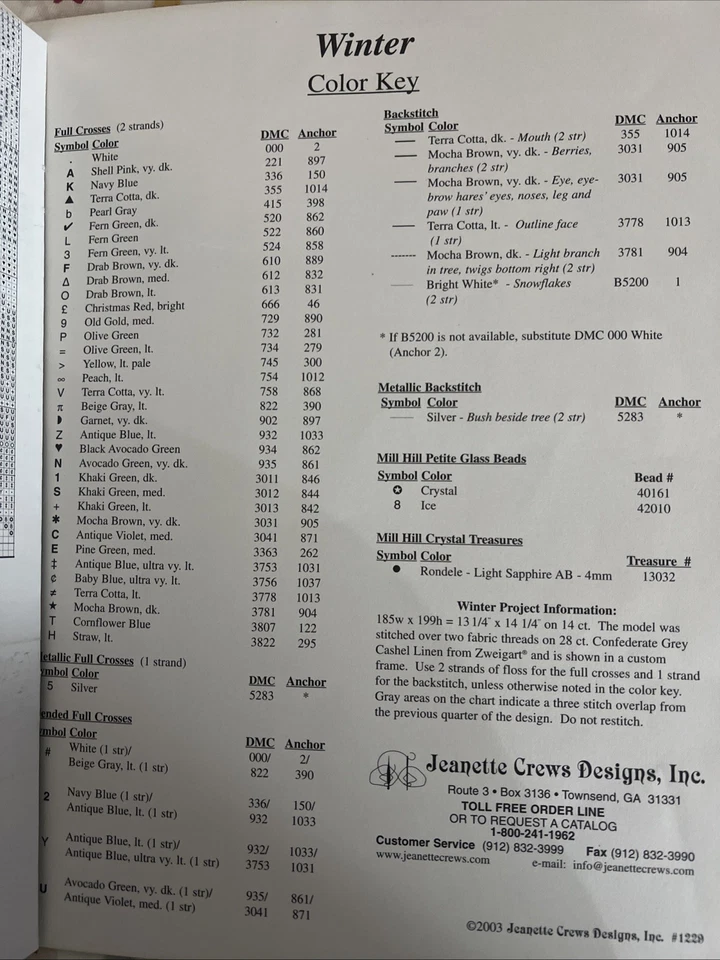 Winter
Color Key
Full Crosses (2 strands)
Symbol Color DMC Anchor
· White 000 2
A Shell Pink, vy. dk. 221 897
K Navy Blue 336 150
▲ Terra Cotta, dk. 355 1014
b Pearl Gray 415 398
✔ Fern Green, dk. 520 862
L Fern Green 522 860
3 Fern Green, vy. lt. 524 858
F Drab Brown, vy. dk. 610 889
Δ Drab Brown, med. 612 832
O Drab Brown, lt. 613 831
£ Christmas Red, bright 666 46
9 Old Gold, med. 729 890
P Olive Green 732 281
= Olive Green, lt. 734 279
> Yellow, lt. pale 745 300
∞ Peach, lt. 754 1012
V Terra Cotta, vy. lt. 758 868
π Beige Gray, lt. 822 390
◗ Garnet, vy. dk. 902 897
Z Antique Blue, lt. 932 1033
♥ Black Avocado Green 934 862
N Avocado Green, vy. dk. 935 861
1 Khaki Green, dk. 3011 846
S Khaki Green, med. 3012 844
+ Khaki Green, lt. 3013 842
✱ Mocha Brown, vy. dk. 3031 905
C Antique Violet, med. 3041 871
E Pine Green, med. 3363 262
‡ Antique Blue, ultra vy. lt. 3753 1031
¢ Baby Blue, ultra vy. lt. 3756 1037
≠ Terra Cotta, lt. 3778 1013
★ Mocha Brown, dk. 3781 904
T Cornflower Blue 3807 122
H Straw, lt. 3822 295
etallic Full Crosses (1 strand)
ymbol Color DMC Anchor
5 Silver 5283 *
ended Full Crosses
mbol Color DMC Anchor
# White (1 str)/ 000/ 2/
Beige Gray, lt. (1 str) 822 390
2 Navy Blue (1 str)/ 336/ 150/
Antique Blue, lt. (1 str) 932 1033
Y Antique Blue, lt. (1 str)/ 932/ 1033/
Antique Blue, ultra vy. lt. (1 str) 3753 1031
U Avocado Green, vy. dk. (1 str)/ 935/ 861/
Antique Violet, med. (1 str) 3041 871
Backstitch
Symbol Color DMC Anchor
Terra Cotta, dk. - Mouth (2 str) 355 1014
Mocha Brown, vy. dk. - Berries, 3031 905
branches (2 str)
Mocha Brown, vy. dk. - Eye, eye- 3031 905
brow hares' eyes, noses, leg and
paw (1 str)
Terra Cotta, lt. - Outline face 3778 1013
(1 str)
Mocha Brown, dk. - Light branch 3781 904
in tree, twigs bottom right (2 str)
Bright White* - Snowflakes B5200 1
(2 str)
* If B5200 is not available, substitute DMC 000 White
(Anchor 2).
Metallic Backstitch
Symbol Color DMC Anchor
Silver - Bush beside tree (2 str) 5283 *
Mill Hill Petite Glass Beads
Symbol Color Bead #
✪ Crystal 40161
8 Ice 42010
Mill Hill Crystal Treasures
Symbol Color Treasure #
● Rondele - Light Sapphire AB - 4mm 13032
Winter Project Information:
185w x 199h = 13 1/4" x 14 1/4" on 14 ct. The model was
stitched over two fabric threads on 28 ct. Confederate Grey
Cashel Linen from Zweigart® and is shown in a custom
frame. Use 2 strands of floss for the full crosses and 1 strand
for the backstitch, unless otherwise noted in the color key.
Gray areas on the chart indicate a three stitch overlap from
the previous quarter of the design. Do not restitch.
Jeanette Crews Designs, Inc.
Route 3 • Box 3136 • Townsend, GA 31331
TOLL FREE ORDER LINE
OR TO REQUEST A CATALOG
1-800-241-1962
Customer Service (912) 832-3999 Fax (912) 832-3990
www.jeanettecrews.com e-mail: info@jeanettecrews.com
©2003 Jeanette Crews Designs, Inc. #1229